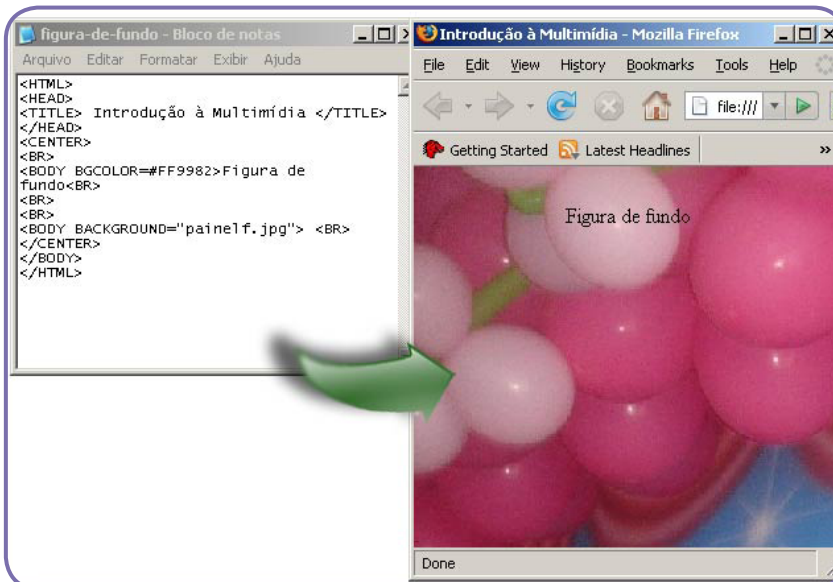 figura-de-fundo - Bloco de notas
Arquivo Editar Formatar Exibir Ajuda
<HTML>
<HEAD>
<TITLE> Introdução à Multimídia </TITLE>
</HEAD>
<CENTER>
<BR>
<BODY BGCOLOR=#FF9982>Figura de
fundo<BR>
<BR>
<BR>
<BODY BACKGROUND="painelf.jpg"> <BR>
</CENTER>
</BODY>
</HTML>
Introdução à Multimídia - Mozilla Firefox
File Edit View History Bookmarks Tools Help
file:///
Getting Started Latest Headlines »
Figura de fundo
Done